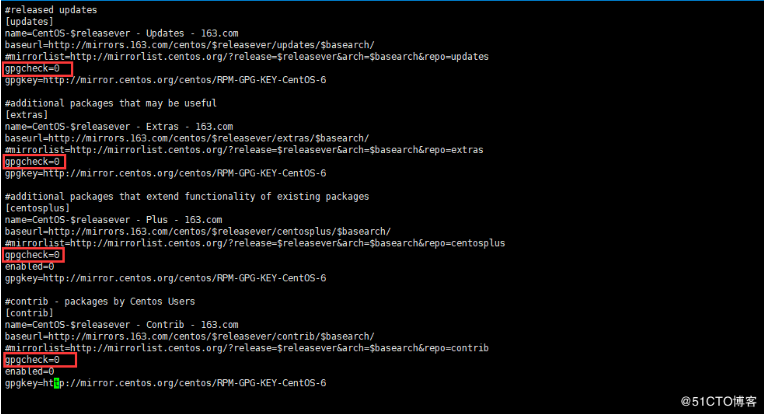 #released updates
[updates]
name=CentOS-$releasever - Updates - 163.com
baseurl=http://mirrors.163.com/centos/$releasever/updates/$basearch/
#mirrorlist=http://mirrorlist.centos.org/?release=$releasever&arch=$basearch&repo=updates
gpgcheck=0
gpgkey=http://mirror.centos.org/centos/RPM-GPG-KEY-CentOS-6
#additional packages that may be useful
[extras]
name=CentOS-$releasever - Extras - 163.com
baseurl=http://mirrors.163.com/centos/$releasever/extras/$basearch/
#mirrorlist=http://mirrorlist.centos.org/?release=$releasever&arch=$basearch&repo=extras
gpgcheck=0
gpgkey=http://mirror.centos.org/centos/RPM-GPG-KEY-CentOS-6
#additional packages that extend functionality of existing packages
[centosplus]
name=CentOS-$releasever - Plus - 163.com
baseurl=http://mirrors.163.com/centos/$releasever/centosplus/$basearch/
#mirrorlist=http://mirrorlist.centos.org/?release=$releasever&arch=$basearch&repo=centosplus
gpgcheck=0
enabled=0
gpgkey=http://mirror.centos.org/centos/RPM-GPG-KEY-CentOS-6
#contrib - packages by Centos Users
[contrib]
name=CentOS-$releasever - Contrib - 163.com
baseurl=http://mirrors.163.com/centos/$releasever/contrib/$basearch/
#mirrorlist=http://mirrorlist.centos.org/?release=$releasever&arch=$basearch&repo=contrib
gpgcheck=0
enabled=0
gpgkey=http://mirror.centos.org/centos/RPM-GPG-KEY-CentOS-6
@51CTO博客